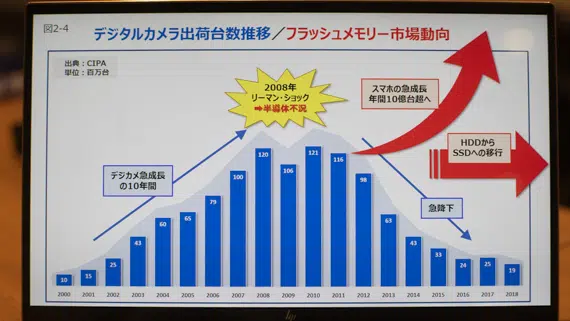 図2-4
デジタルカメラ出荷台数推移／フラッシュメモリー市場動向
出典：CIPA
単位：百万台
2008年
リーマン・ショック
➡半導体不況
スマホの急成長
年間10億台超へ
HDDから
SSDへの移行
デジカメ急成長
の10年間
急降下
10 15 25 43 60 65 79 100 120 106 121 116 98 63 43 33 24 25 19
2000 2001 2002 2003 2004 2005 2006 2007 2008 2009 2010 2011 2012 2013 2014 2015 2016 2017 2018
hp